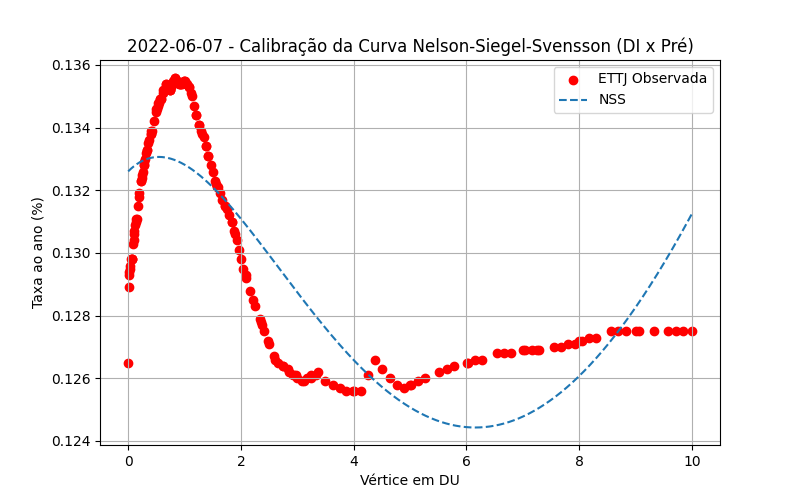 2022-06-07 - Calibração da Curva Nelson-Siegel-Svensson (DI x Pré)
0.136
0.134
0.132
0.130
0.128
0.126
0.124
Taxa ao ano (%)
ETTJ Observada
NSS
0 2 4 6 8 10
Vértice em DU